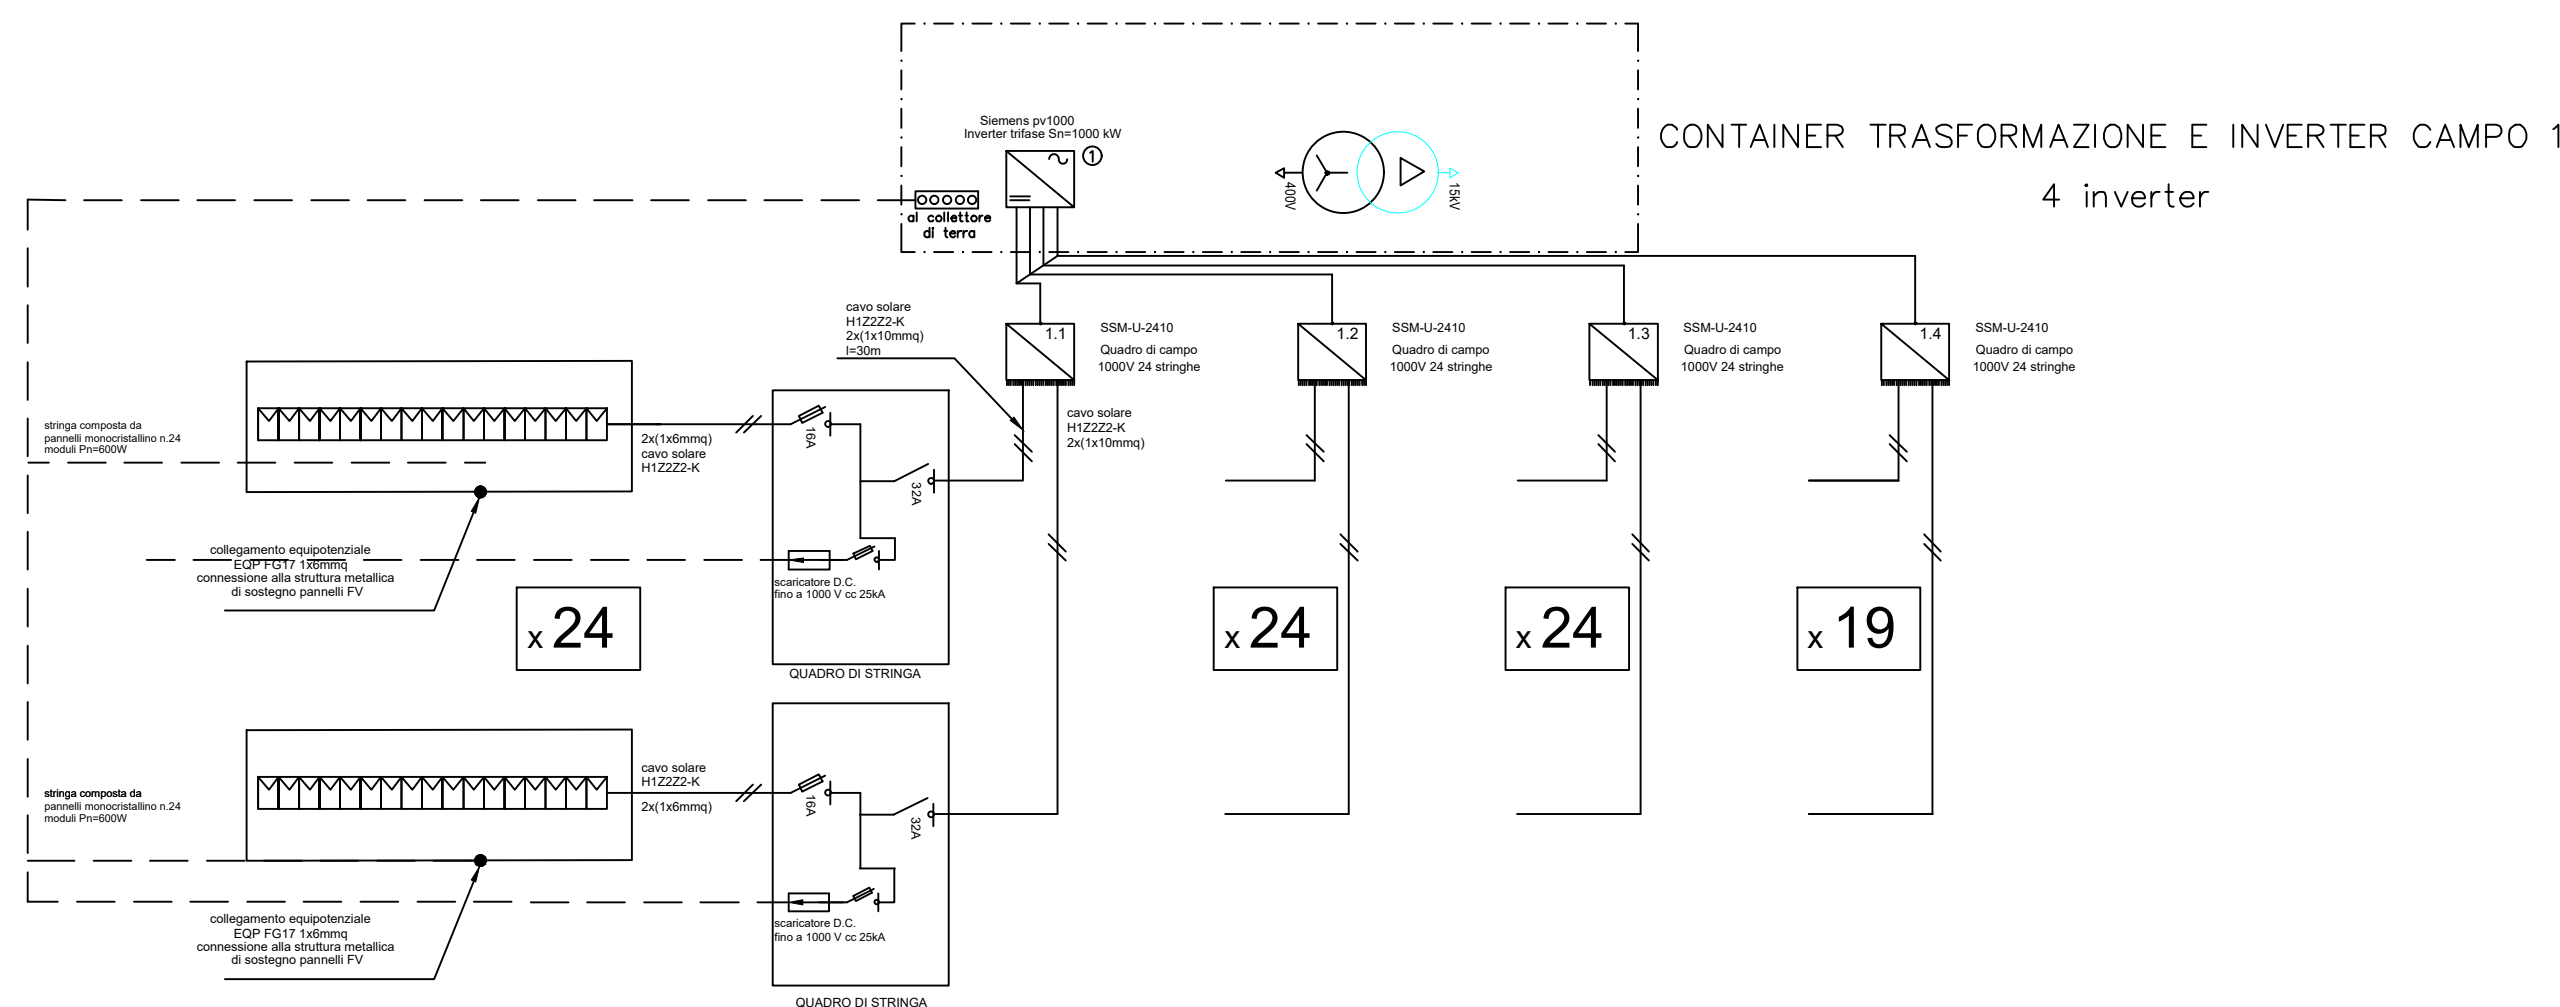 Siemens pv1000
Inverter trifase Sn=1000 kW
1
400V
15kV
CONTAINER TRASFORMAZIONE E INVERTER CAMPO 1
4 inverter
al collettore
di terra
cavo solare
H1Z2Z2-K
2x(1x10mmq)
l=30m
1.1
SSM-U-2410
Quadro di campo
1000V 24 stringhe
1.2
SSM-U-2410
Quadro di campo
1000V 24 stringhe
1.3
SSM-U-2410
Quadro di campo
1000V 24 stringhe
1.4
SSM-U-2410
Quadro di campo
1000V 24 stringhe
stringa composta da
pannelli monocristallino n.24
moduli Pn=600W
2x(1x6mmq)
cavo solare
H1Z2Z2-K
16A
32A
cavo solare
H1Z2Z2-K
2x(1x10mmq)
collegamento equipotenziale
EQP FG17 1x6mmq
connessione alla struttura metallica
di sostegno pannelli FV
scaricatore D.C.
fino a 1000 V cc 25kA
x 24
x 24
x 24
x 19
QUADRO DI STRINGA
stringa composta da
pannelli monocristallino n.24
moduli Pn=600W
cavo solare
H1Z2Z2-K
2x(1x6mmq)
16A
32A
collegamento equipotenziale
EQP FG17 1x6mmq
connessione alla struttura metallica
di sostegno pannelli FV
scaricatore D.C.
fino a 1000 V cc 25kA
QUADRO DI STRINGA